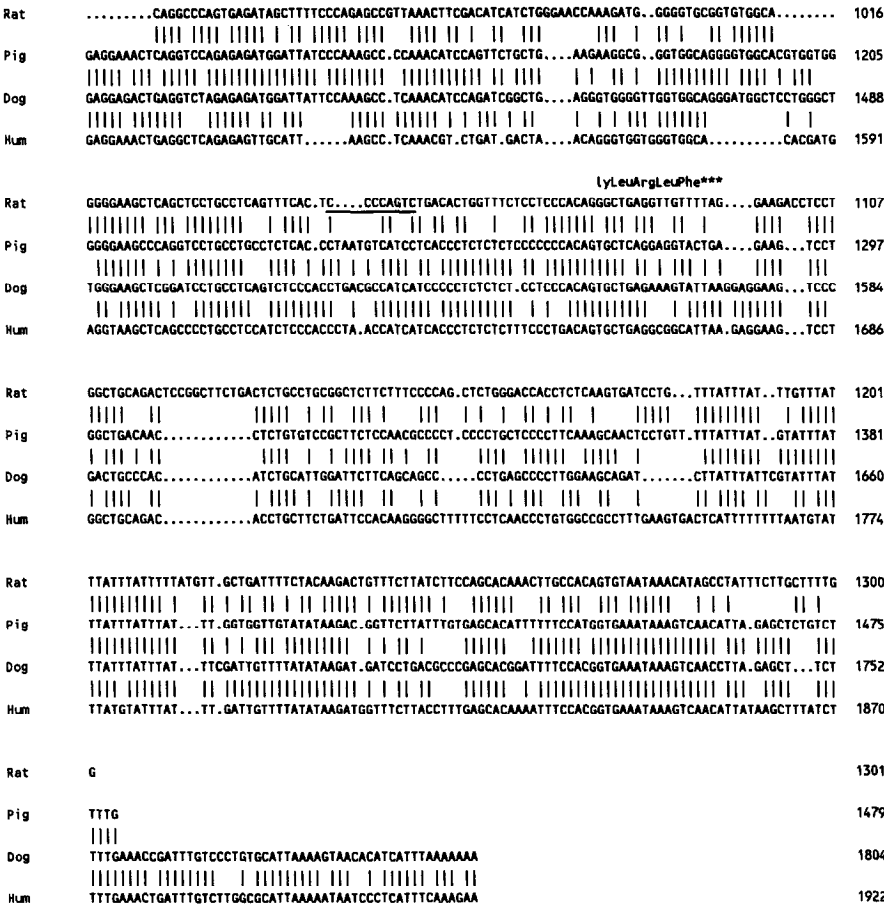 Rat .........CAGGCCCAGTGAGATAGCTTTTCCCAGAGCCGTTAAACTTCGACATCATCTGGGAACCAAAGATG..GGGGTGCGGTGTGGCA........ 1016
Pig GAGGAAACTCAGGTCCAGAGAGATGGATTATCCCAAAGCC.CCAAACATCCAGTTCTGCTG....AAGAAGGCG..GGTGGCAGGGGTGGCACGTGGTGG 1205
Dog GAGGAGACTGAGGTCTAGAGAGATGGATTATTCCAAAGCC.TCAAACATCCAGATCGGCTG....AGGGTGGGGTTGGTGGCAGGGATGGCTCCTGGGCT 1488
Hum GAGGAAACTGAGGCTCAGAGAGTTGCATT......AAGCC.TCAAACGT.CTGAT.GACTA...ACAGGGTGGTGGGTGGCA..........CACGATG 1591
lyLeuArgLeuPhe***
Rat GGGGAAGCTCAGCTCCTGCCTCAGTTTCAC.TC....CCCAGTCTGACACTGGTTTCTCCTCCCACAGGGCTGAGGTTGTTTTAG....GAAGACCTCCT 1107
Pig GGGGAAGCCCAGGTCCTGCCTGCCTCTCAC.CCTAATGTCATCCTCACCCTCTCTCTCCCCCCCACAGTGCTCAGGAGGTACTGA....GAAG...TCCT 1297
Dog TGGGAAGCTCGGATCCTGCCTCAGTCTCCCACCTGACGCCATCATCCCCCTCTCTCT.CCTCCCACAGTGCTGAGAAAGTATTAAGGAGGAAG...TCCC 1584
Hum AGGTAAGCTCAGCCCCTGCCTCCATCTCCCACCCTA.ACCATCATCACCCTCTCTCTTTCCCTGACAGTGCTGAGGCGGCATTAA.GAGGAAG...TCCT 1686
Rat GGCTGCAGACTCCGGCTTCTGACTCTGCCTGCGGCTCTTCTTTCCCCAG.CTCTGGGACCACCTCTCAAGTGATCCTG...TTTATTTAT..TTGTTTAT 1201
Pig GGCTGACAAC............CTCTGTGTCCGCTTCTCCAACGCCCCT.CCCCTGCTCCCCTTCAAAGCAACTCCTGTT.TTTATTTAT..GTATTTAT 1381
Dog GACTGCCCAC............ATCTGCATTGGATTCTTCAGCAGCC.....CCTGAGCCCCTTGGAAGCAGAT.......CTTATTTATTCGTATTTAT 1660
Hum GGCTGCAGAC............ACCTGCTTCTGATTCCACAAGGGGCTTTTTCCTCAACCCTGTGGCCGCCTTTGAAGTGACTCATTTTTTTTAATGTAT 1774
Rat TTATTTATTTTTATGTT.GCTGATTTTCTACAAGACTGTTTCTTATCTTCCAGCACAAACTTGCCACAGTGTAATAAACATAGCCTATTTCTTGCTTTTG 1300
Pig TTATTTATTTAT...TT.GGTGGTTGTATATAAGAC.GGTTCTTATTTGTGAGCACATTTTTTCCATGGTGAAATAAAGTCAACATTA.GAGCTCTGTCT 1475
Dog TTATTTATTTAT...TTCGATTGTTTTATATAAGAT.GATCCTGACGCCCGAGCACGGATTTTCCACGGTGAAATAAAGTCAACCTTA.GAGCT...TCT 1752
Hum TTATGTATTTAT...TT.GATTGTTTTATATAAGATGGTTTCTTACCTTTGAGCACAAAATTTCCACGGTGAAATAAAGTCAACATTATAAGCTTTATCT 1870
Rat G 1301
Pig TTTG 1479
Dog TTTGAAACCGATTTGTCCCTGTGCATTAAAAGTAACACATCATTTAAAAAAA 1804
Hum TTTGAAACTGATTTGTCTTGGCGCATTAAAAATAATCCCTCATTTCAAAGAA 1922